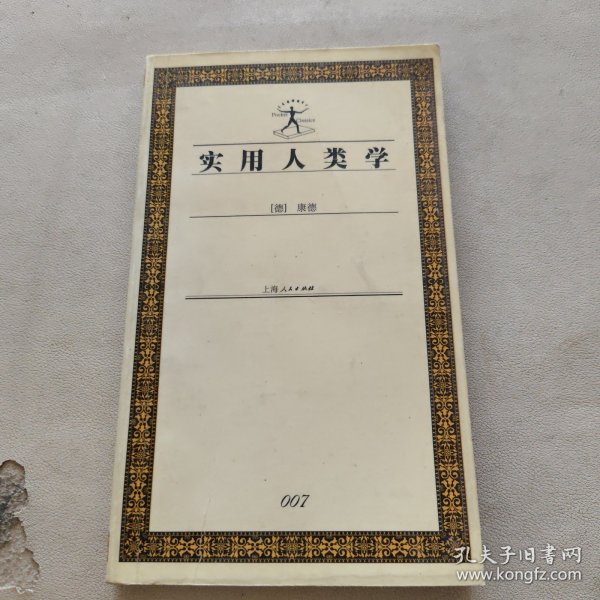 Pocket Classics
实用人类学
[德] 康德
上海人民出版社
007
孔夫子旧书网
www.kongfz.com